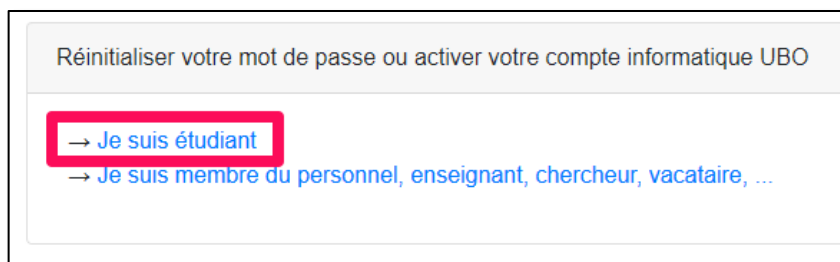 Réinitialiser votre mot de passe ou activer votre compte informatique UBO
→ Je suis étudiant
→ Je suis membre du personnel, enseignant, chercheur, vacataire, ...